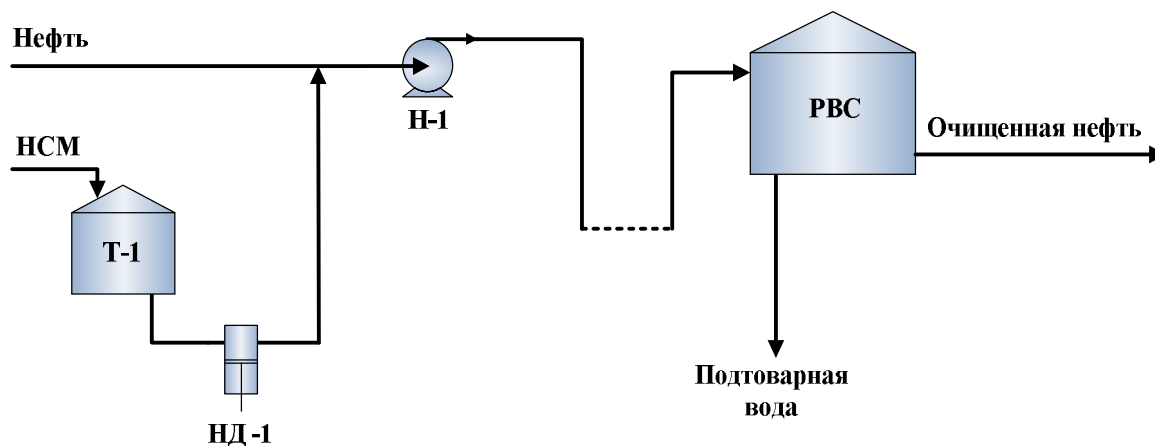 Нефть
Н-1
РВС
Очищенная нефть
НСМ
Т-1
НД -1
Подтоварная
вода